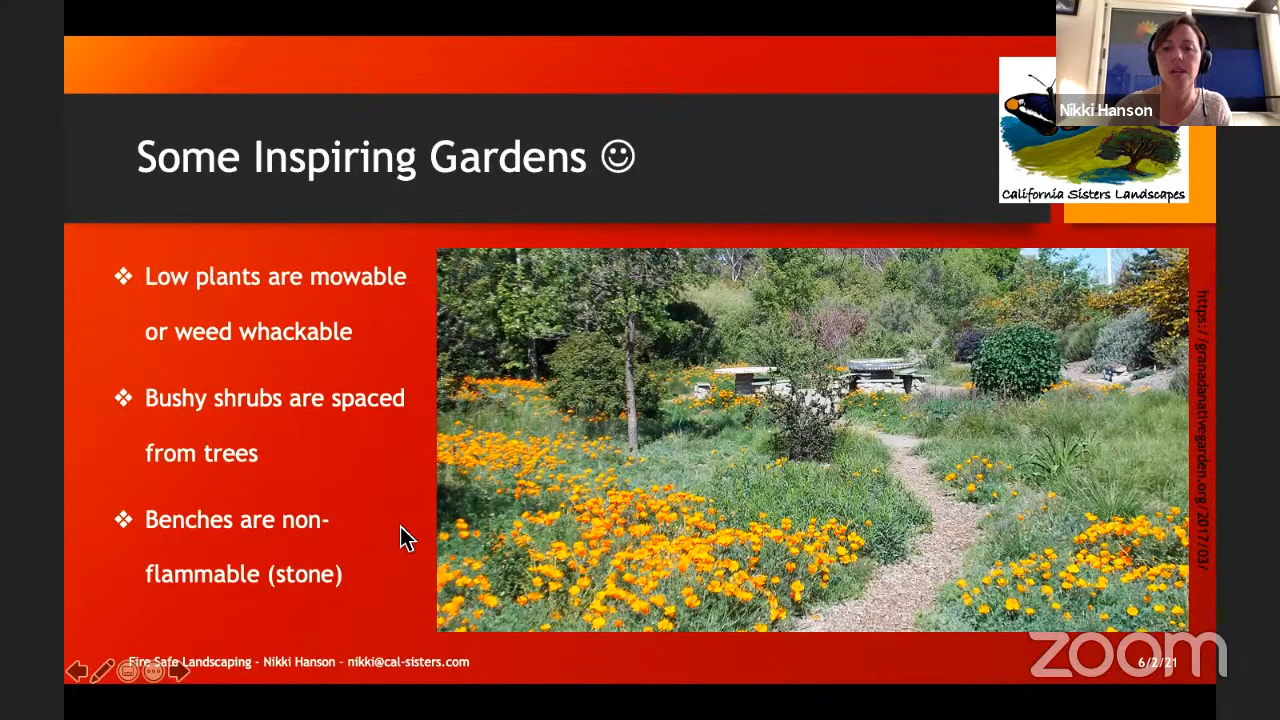 Nikki Hanson
Some Inspiring Gardens ☺
California Sisters Landscapes
❖ Low plants are mowable
or weed whackable
❖ Bushy shrubs are spaced
from trees
❖ Benches are non-
flammable (stone)
https://granadanativegarden.org/2017/03/
Fire Safe Landscaping - Nikki Hanson - nikki@cal-sisters.com
6/2/21
zoom